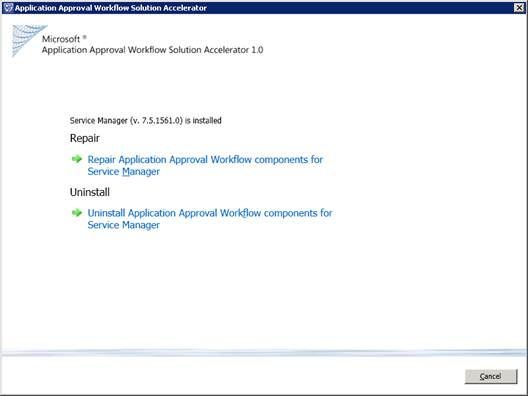 Application Approval Workflow Solution Accelerator
Microsoft ®
Application Approval Workflow Solution Accelerator 1.0
Service Manager (v. 7.5.1561.0) is installed
Repair
Repair Application Approval Workflow components for
Service Manager
Uninstall
Uninstall Application Approval Workflow components for
Service Manager
Cancel